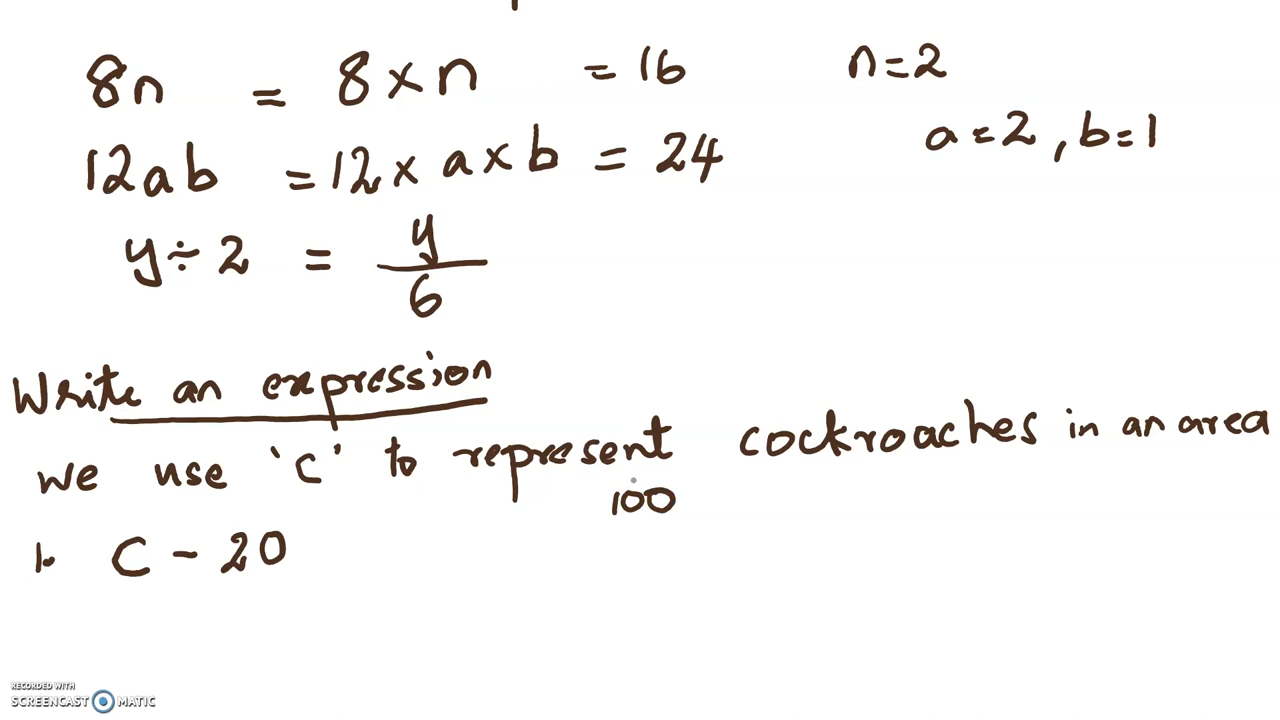 8n = 8 × n = 16 n = 2
12ab = 12 × a × b = 24 a = 2, b = 1
y ÷ 2 = y/6
Write an expression
we use 'c' to represent cockroaches in an area
100
1. C - 20
RECORDED WITH
SCREENCAST MATIC